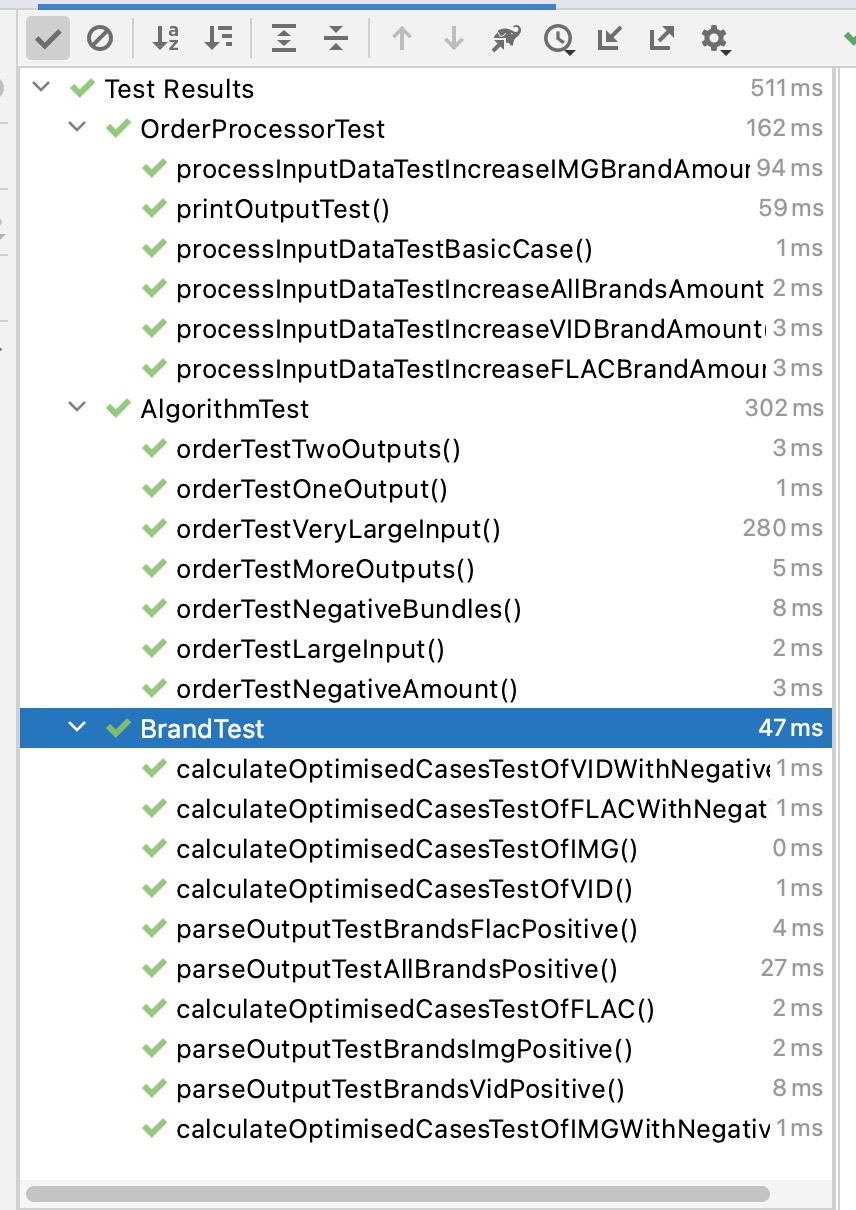 Test Results 511 ms
OrderProcessorTest 162 ms
processInputDataTestIncreaseIMGBrandAmour 94 ms
printOutputTest() 59 ms
processInputDataTestBasicCase() 1 ms
processInputDataTestIncreaseAllBrandsAmount 2 ms
processInputDataTestIncreaseVIDBrandAmount( 3 ms
processInputDataTestIncreaseFLACBrandAmour 3 ms
AlgorithmTest 302 ms
orderTestTwoOutputs() 3 ms
orderTestOneOutput() 1 ms
orderTestVeryLargeInput() 280 ms
orderTestMoreOutputs() 5 ms
orderTestNegativeBundles() 8 ms
orderTestLargeInput() 2 ms
orderTestNegativeAmount() 3 ms
BrandTest 47 ms
calculateOptimisedCasesTestOfVIDWithNegative 1 ms
calculateOptimisedCasesTestOfFLACWithNegat 1 ms
calculateOptimisedCasesTestOfIMG() 0 ms
calculateOptimisedCasesTestOfVID() 1 ms
parseOutputTestBrandsFlacPositive() 4 ms
parseOutputTestAllBrandsPositive() 27 ms
calculateOptimisedCasesTestOfFLAC() 2 ms
parseOutputTestBrandsImgPositive() 2 ms
parseOutputTestBrandsVidPositive() 8 ms
calculateOptimisedCasesTestOfIMGWithNegativ 1 ms